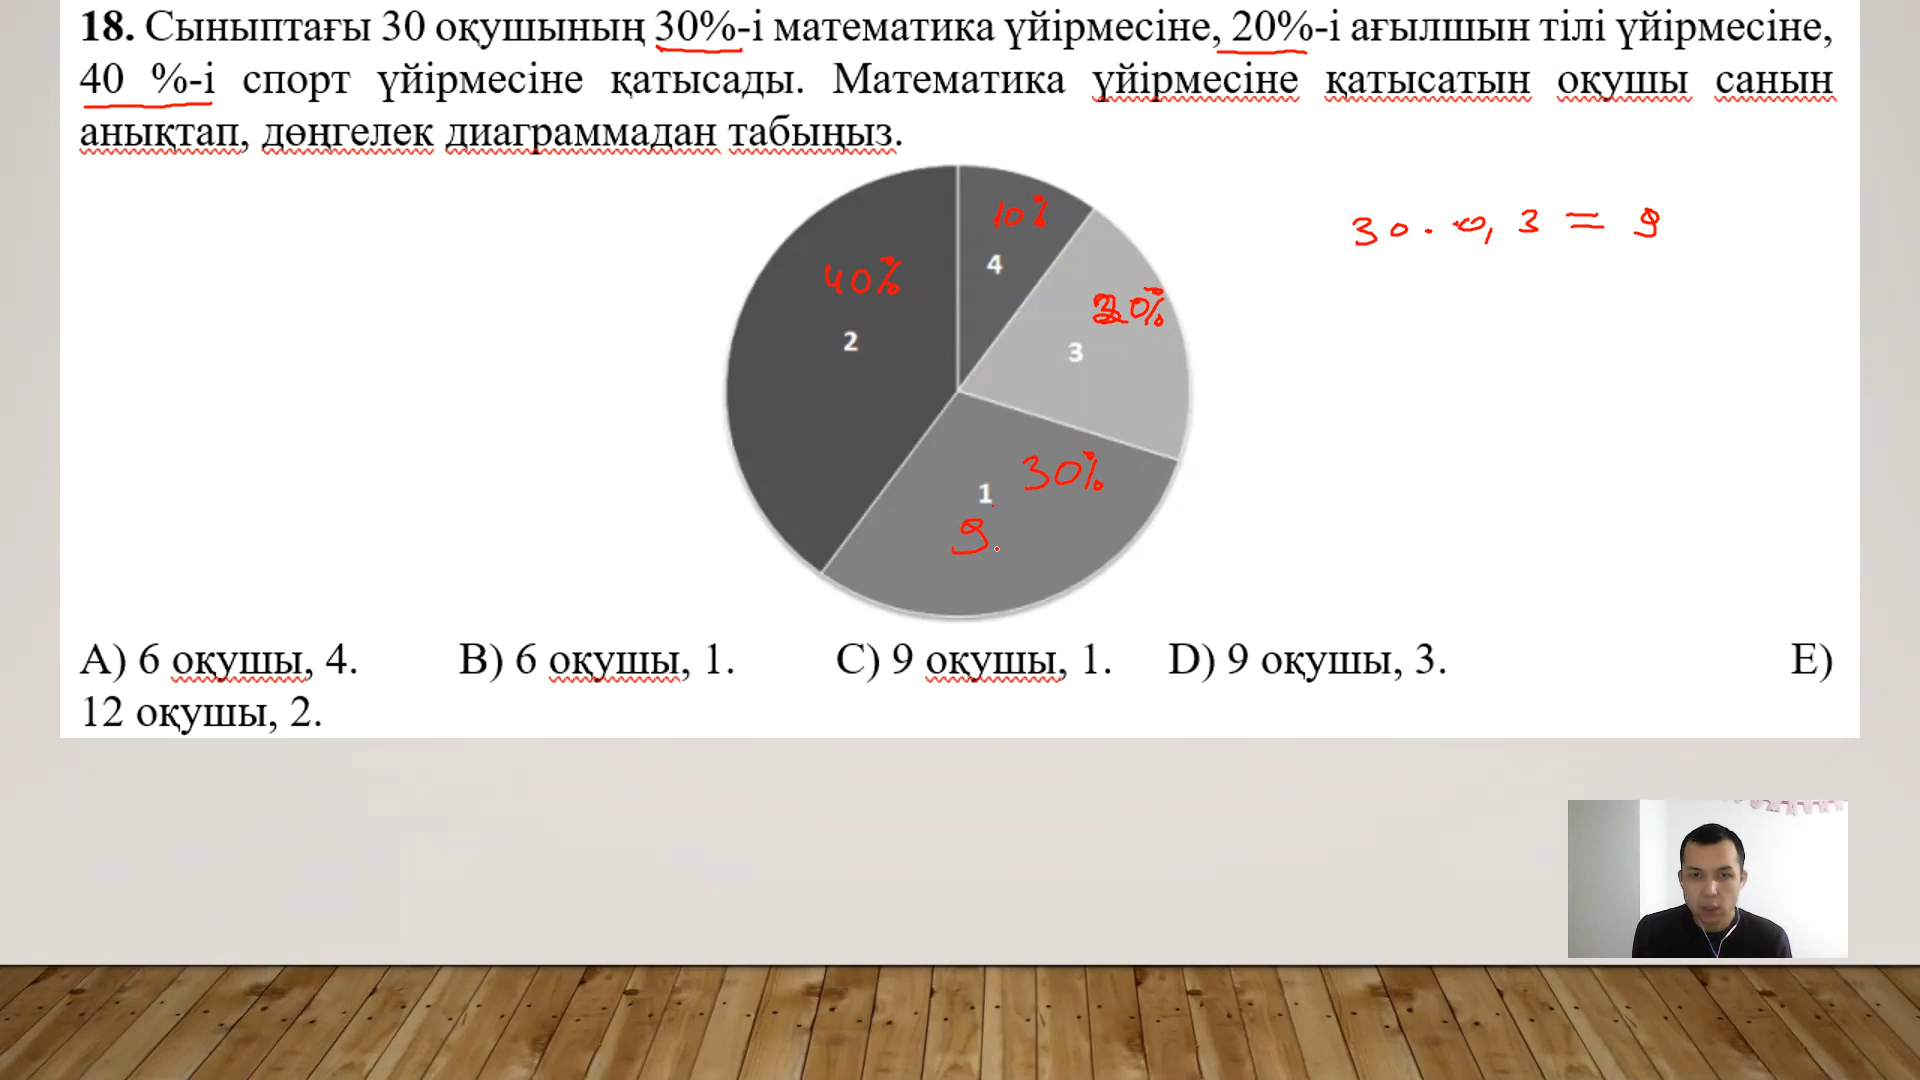 18. Сыныптағы 30 оқушының 30%-і математика үйірмесіне, 20%-і ағылшын тілі үйірмесіне,
40 %-і спорт үйірмесіне қатысады. Математика үйірмесіне қатысатын оқушы санын
анықтап, дөңгелек диаграммадан табыңыз.
10%
4
30 · 0,3 = 9
40%
2
20%
3
30%
1
9
A) 6 оқушы, 4. B) 6 оқушы, 1. C) 9 оқушы, 1. D) 9 оқушы, 3. E)
12 оқушы, 2.